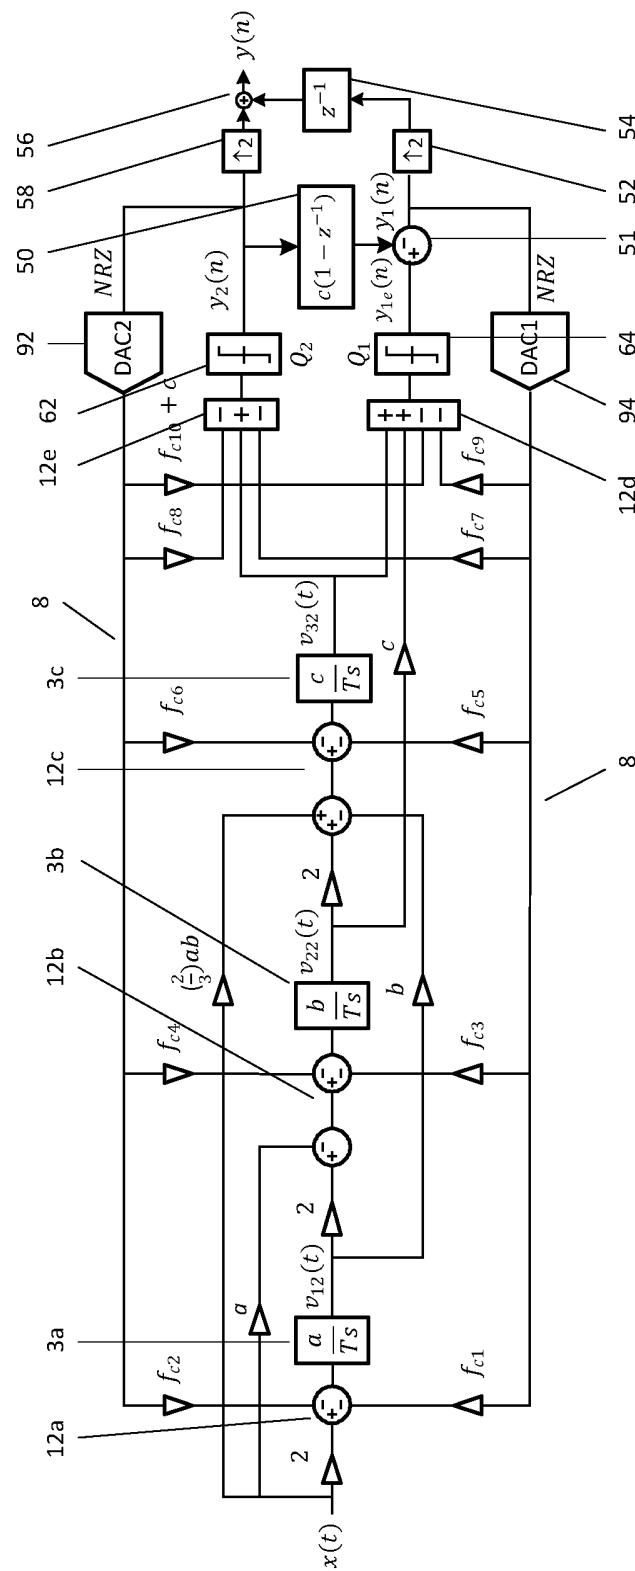 12a
3a
12b
3b
12c
3c
8
12e
62
92
50
58
56
f_{c2}
f_{c4}
f_{c6}
f_{c8}
f_{c10} + c
DAC2
NRZ
(2/3)ab
a
x(t)
2
− + −
a/Ts
v_{12}(t)
2
− +
− + −
b/Ts
v_{22}(t)
2
+ + −
− + −
c/Ts
v_{32}(t)
− + −
Q_2
y_2(n)
↑2
+
y(n)
c(1 − z^{−1})
z^{−1}
b
c
+ + − −
Q_1
y_{1e}(n)
− +
y_1(n)
↑2
f_{c1}
f_{c3}
f_{c5}
f_{c7}
f_{c9}
DAC1
NRZ
8
12d
94
64
51
52
54